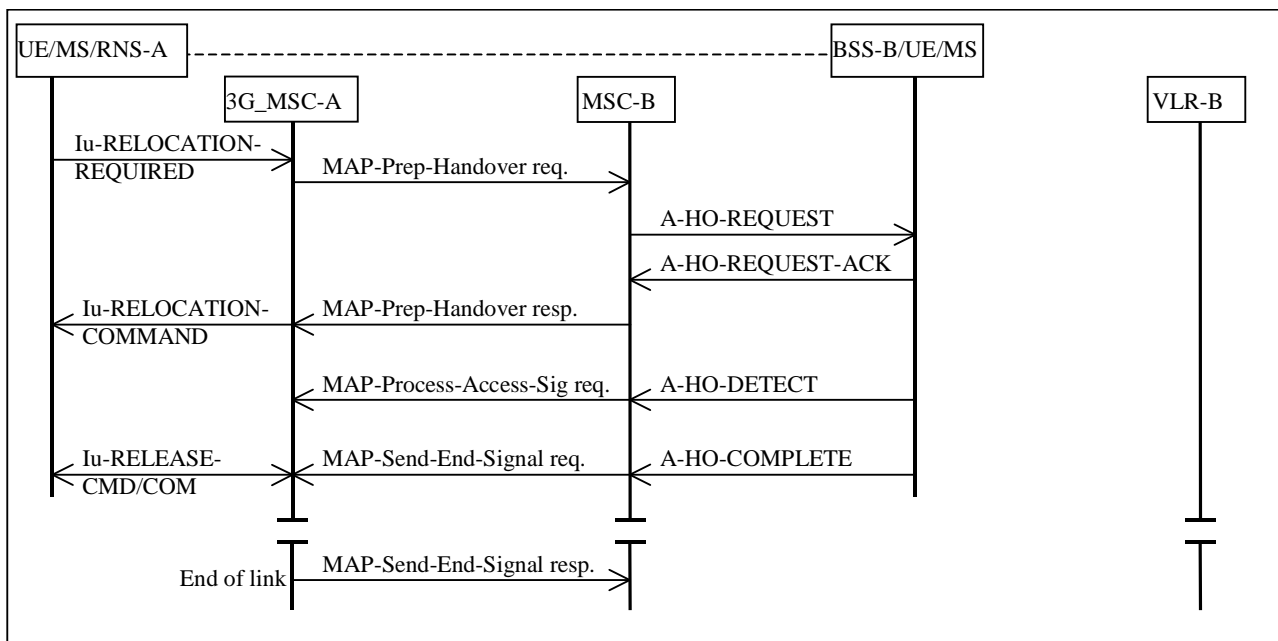 UE/MS/RNS-A
BSS-B/UE/MS
3G_MSC-A
MSC-B
VLR-B
Iu-RELOCATION-
REQUIRED
MAP-Prep-Handover req.
A-HO-REQUEST
A-HO-REQUEST-ACK
Iu-RELOCATION-
COMMAND
MAP-Prep-Handover resp.
MAP-Process-Access-Sig req.
A-HO-DETECT
Iu-RELEASE-
CMD/COM
MAP-Send-End-Signal req.
A-HO-COMPLETE
End of link
MAP-Send-End-Signal resp.